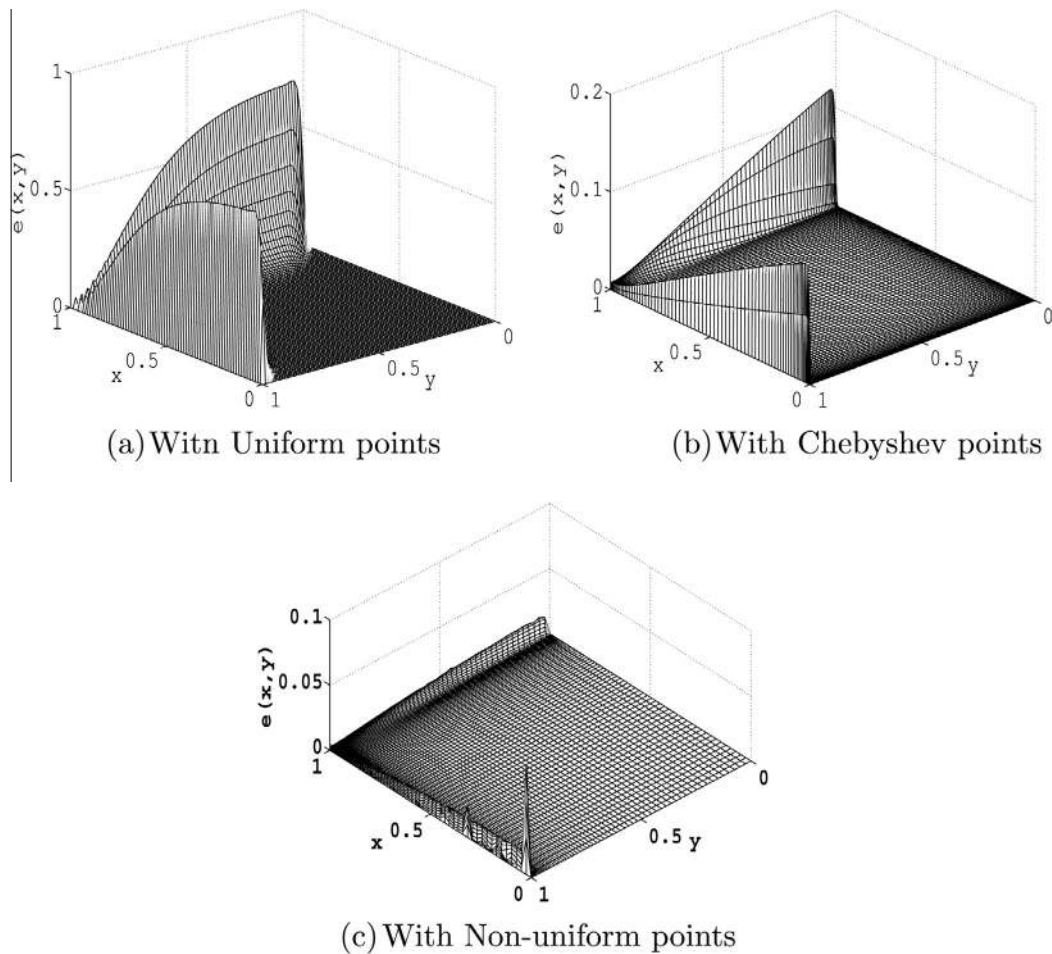 1
0.5
0
e(x,y)
1
x
0.5
0
1
0.5
y
0
(a) Witn Uniform points
0.2
0.1
0
e(x,y)
1
x
0.5
0
1
0.5
y
0
(b) With Chebyshev points
0.1
0.05
0
e(x,y)
1
x
0.5
0
1
0.5
y
0
(c) With Non-uniform points